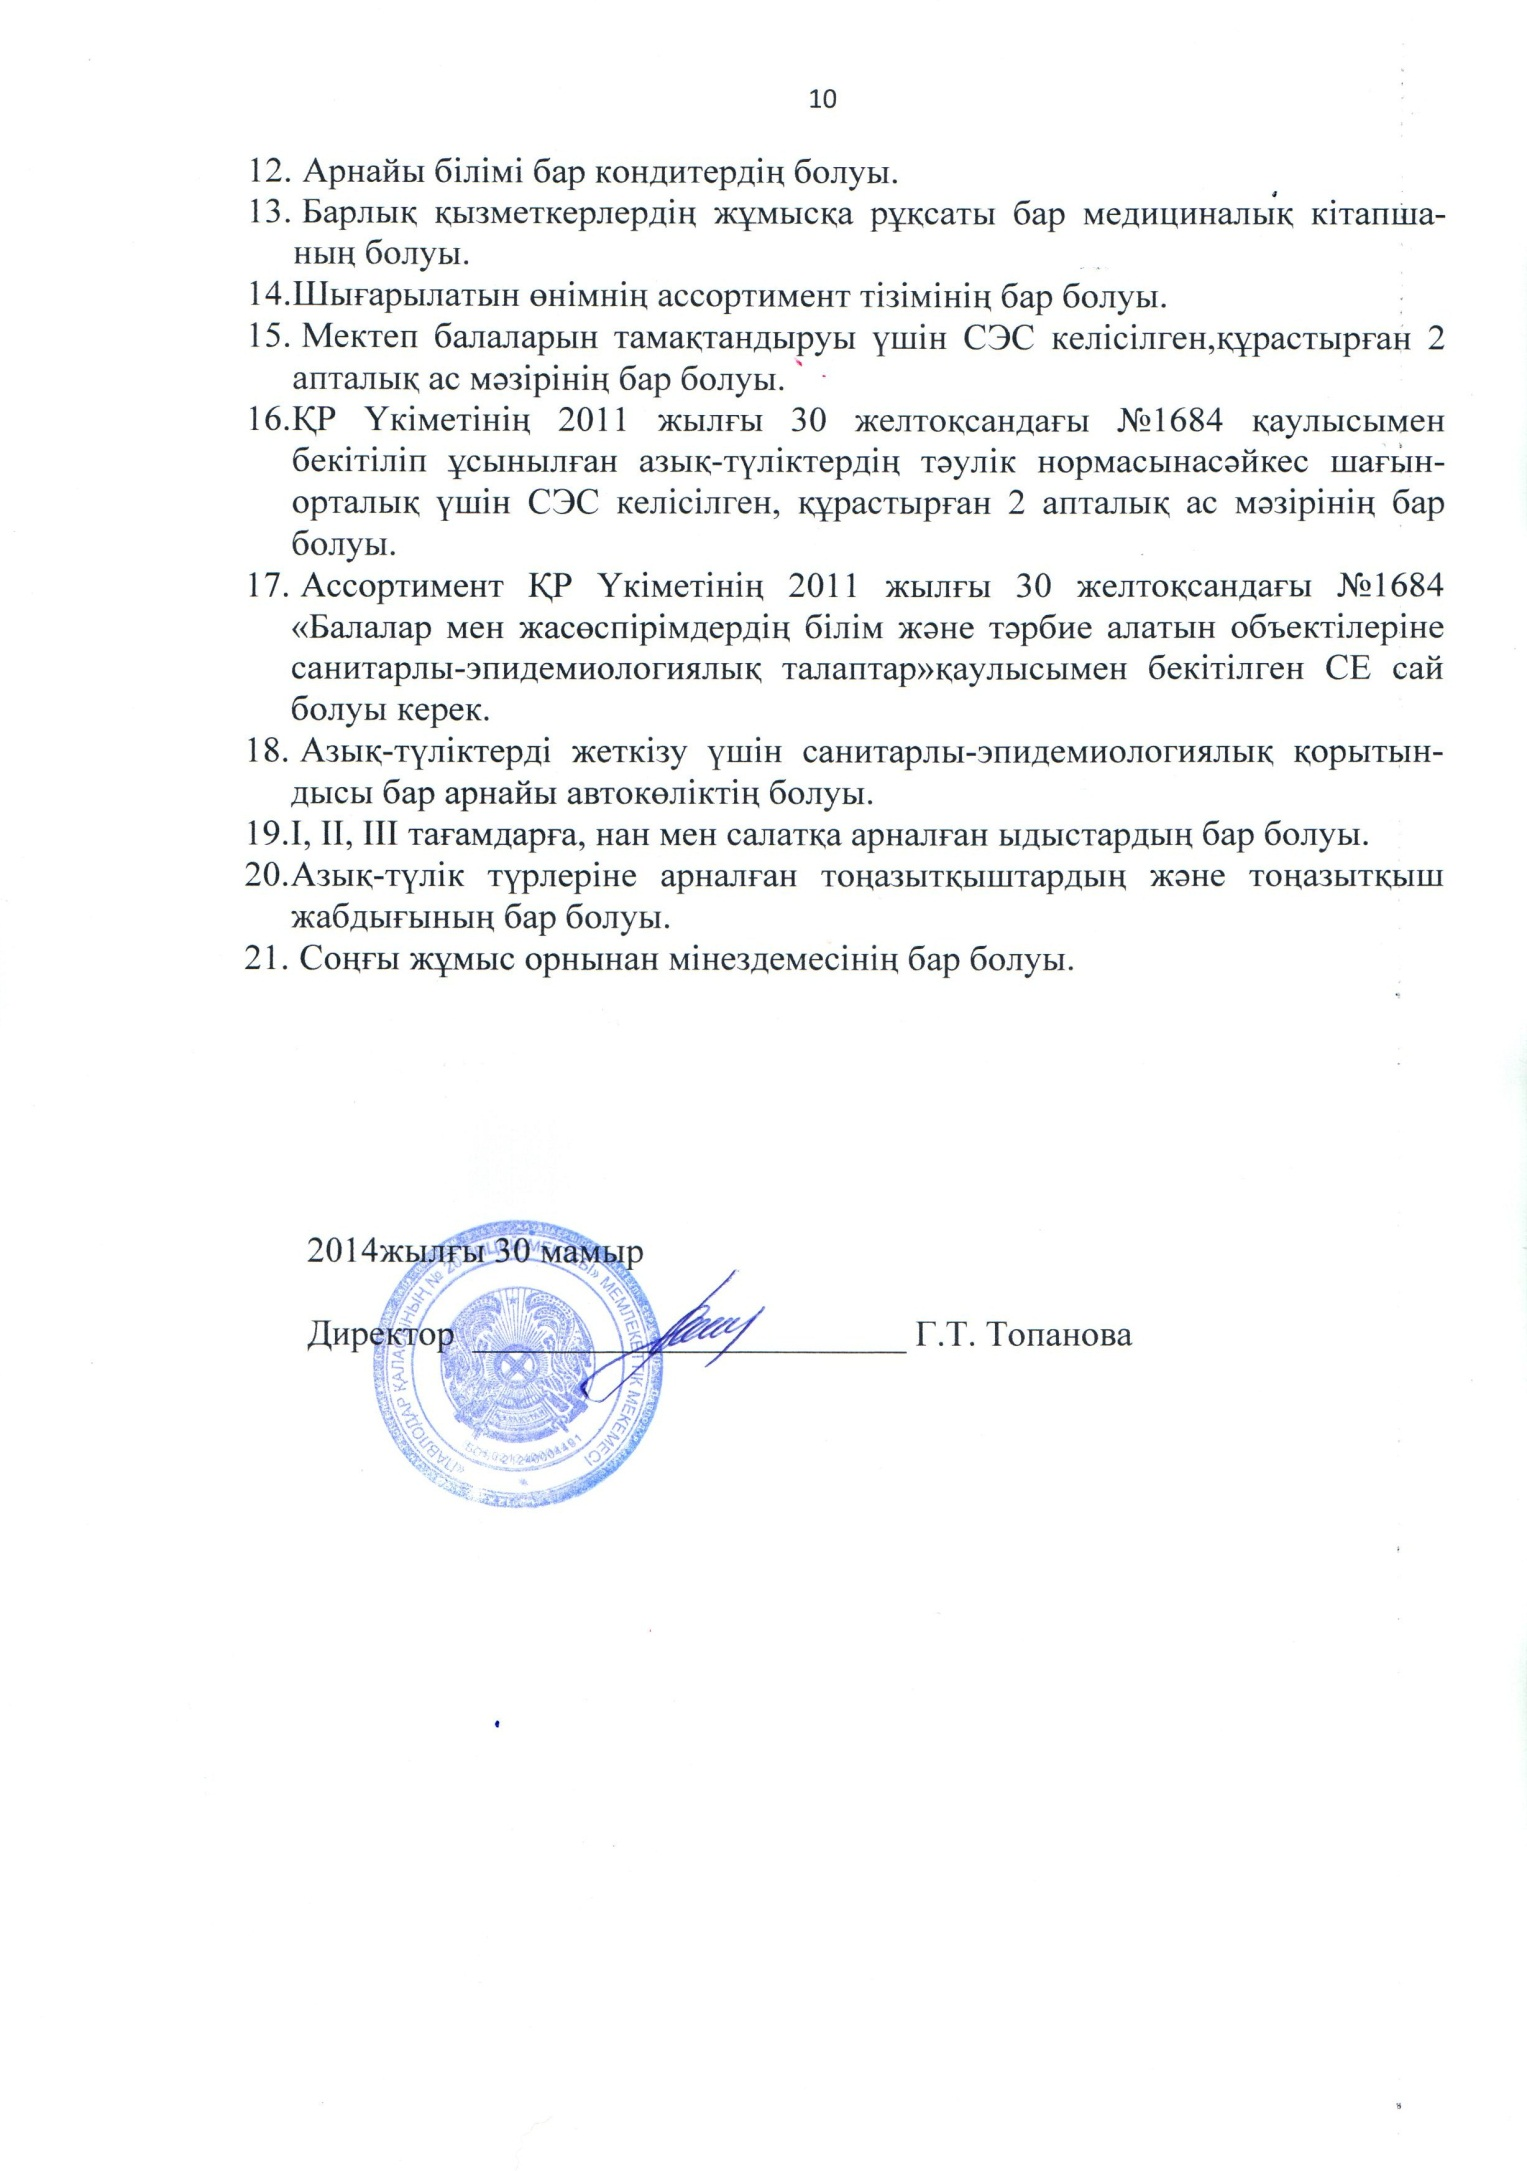 10
12. Арнайы білімі бар кондитердің болуы.
13. Барлық қызметкерлердің жұмысқа рұқсаты бар медициналық кітапша-
ның болуы.
14.Шығарылатын өнімнің ассортимент тізімінің бар болуы.
15. Мектеп балаларын тамақтандыруы үшін СЭС келісілген,құрастырған 2
апталық ас мәзірінің бар болуы.
16.ҚР Үкіметінің 2011 жылғы 30 желтоқсандағы №1684 қаулысымен
бекітіліп ұсынылған азық-түліктердің тәулік нормасынасәйкес шағын-
орталық үшін СЭС келісілген, құрастырған 2 апталық ас мәзірінің бар
болуы.
17. Ассортимент ҚР Үкіметінің 2011 жылғы 30 желтоқсандағы №1684
«Балалар мен жасөспірімдердің білім және тәрбие алатын объектілеріне
санитарлы-эпидемиологиялық талаптар»қаулысымен бекітілген СЕ сай
болуы керек.
18. Азық-түліктерді жеткізу үшін санитарлы-эпидемиологиялық қорытын-
дысы бар арнайы автокөліктің болуы.
19.I, II, III тағамдарға, нан мен салатқа арналған ыдыстардың бар болуы.
20.Азық-түлік түрлеріне арналған тоңазытқыштардың және тоңазытқыш
жабдығының бар болуы.
21. Соңғы жұмыс орнынан мінездемесінің бар болуы.
2014жылғы 30 мамыр
Директор ________________________ Г.Т. Топанова
«ПАВЛОДАР ҚАЛАСЫНЫҢ № 20 МЕМЛЕКЕТТІК МЕКЕМЕСІ